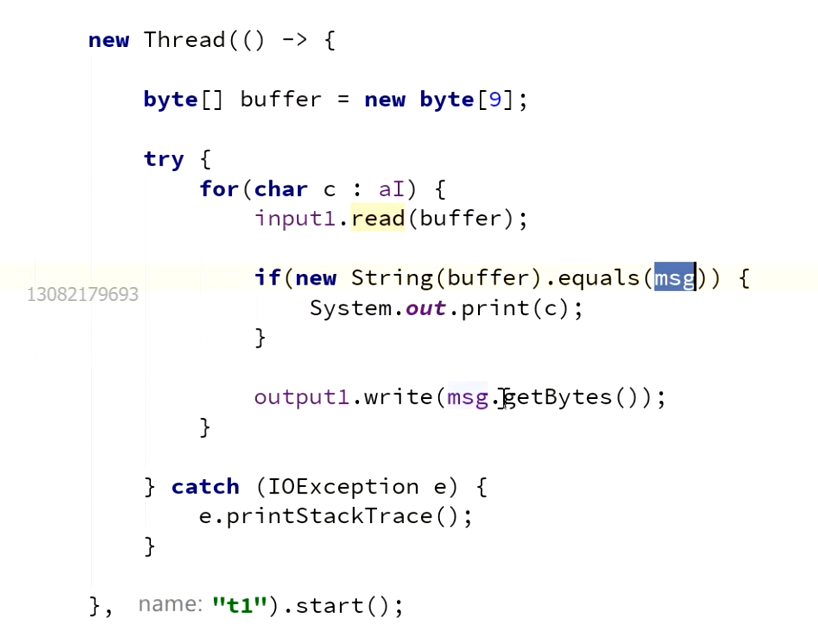 new Thread(() -> {
byte[] buffer = new byte[9];
try {
for(char c : aI) {
input1.read(buffer);
if(new String(buffer).equals(msg)) {
13082179693
System.out.print(c);
}
output1.write(msg.getBytes());
}
} catch (IOException e) {
e.printStackTrace();
}
}, name: "t1").start();